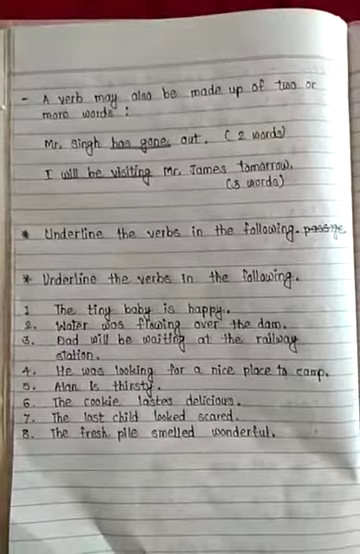 - A verb may also be made up of two or
more words :
Mr. Singh has gone out. ( 2 words)
I will be visiting Mr. James tomorrow.
(3 words)
* Underline the verbs in the following. passage.
* Underline the verbs in the following.
1 The tiny baby is happy.
2. Water was flowing over the dam.
3. Dad will be waiting at the railway
station.
4. He was looking for a nice place to camp.
5. Alan is thirsty.
6. The cookie tastes delicious.
7. The lost child looked scared.
8. The fresh pile smelled wonderful.